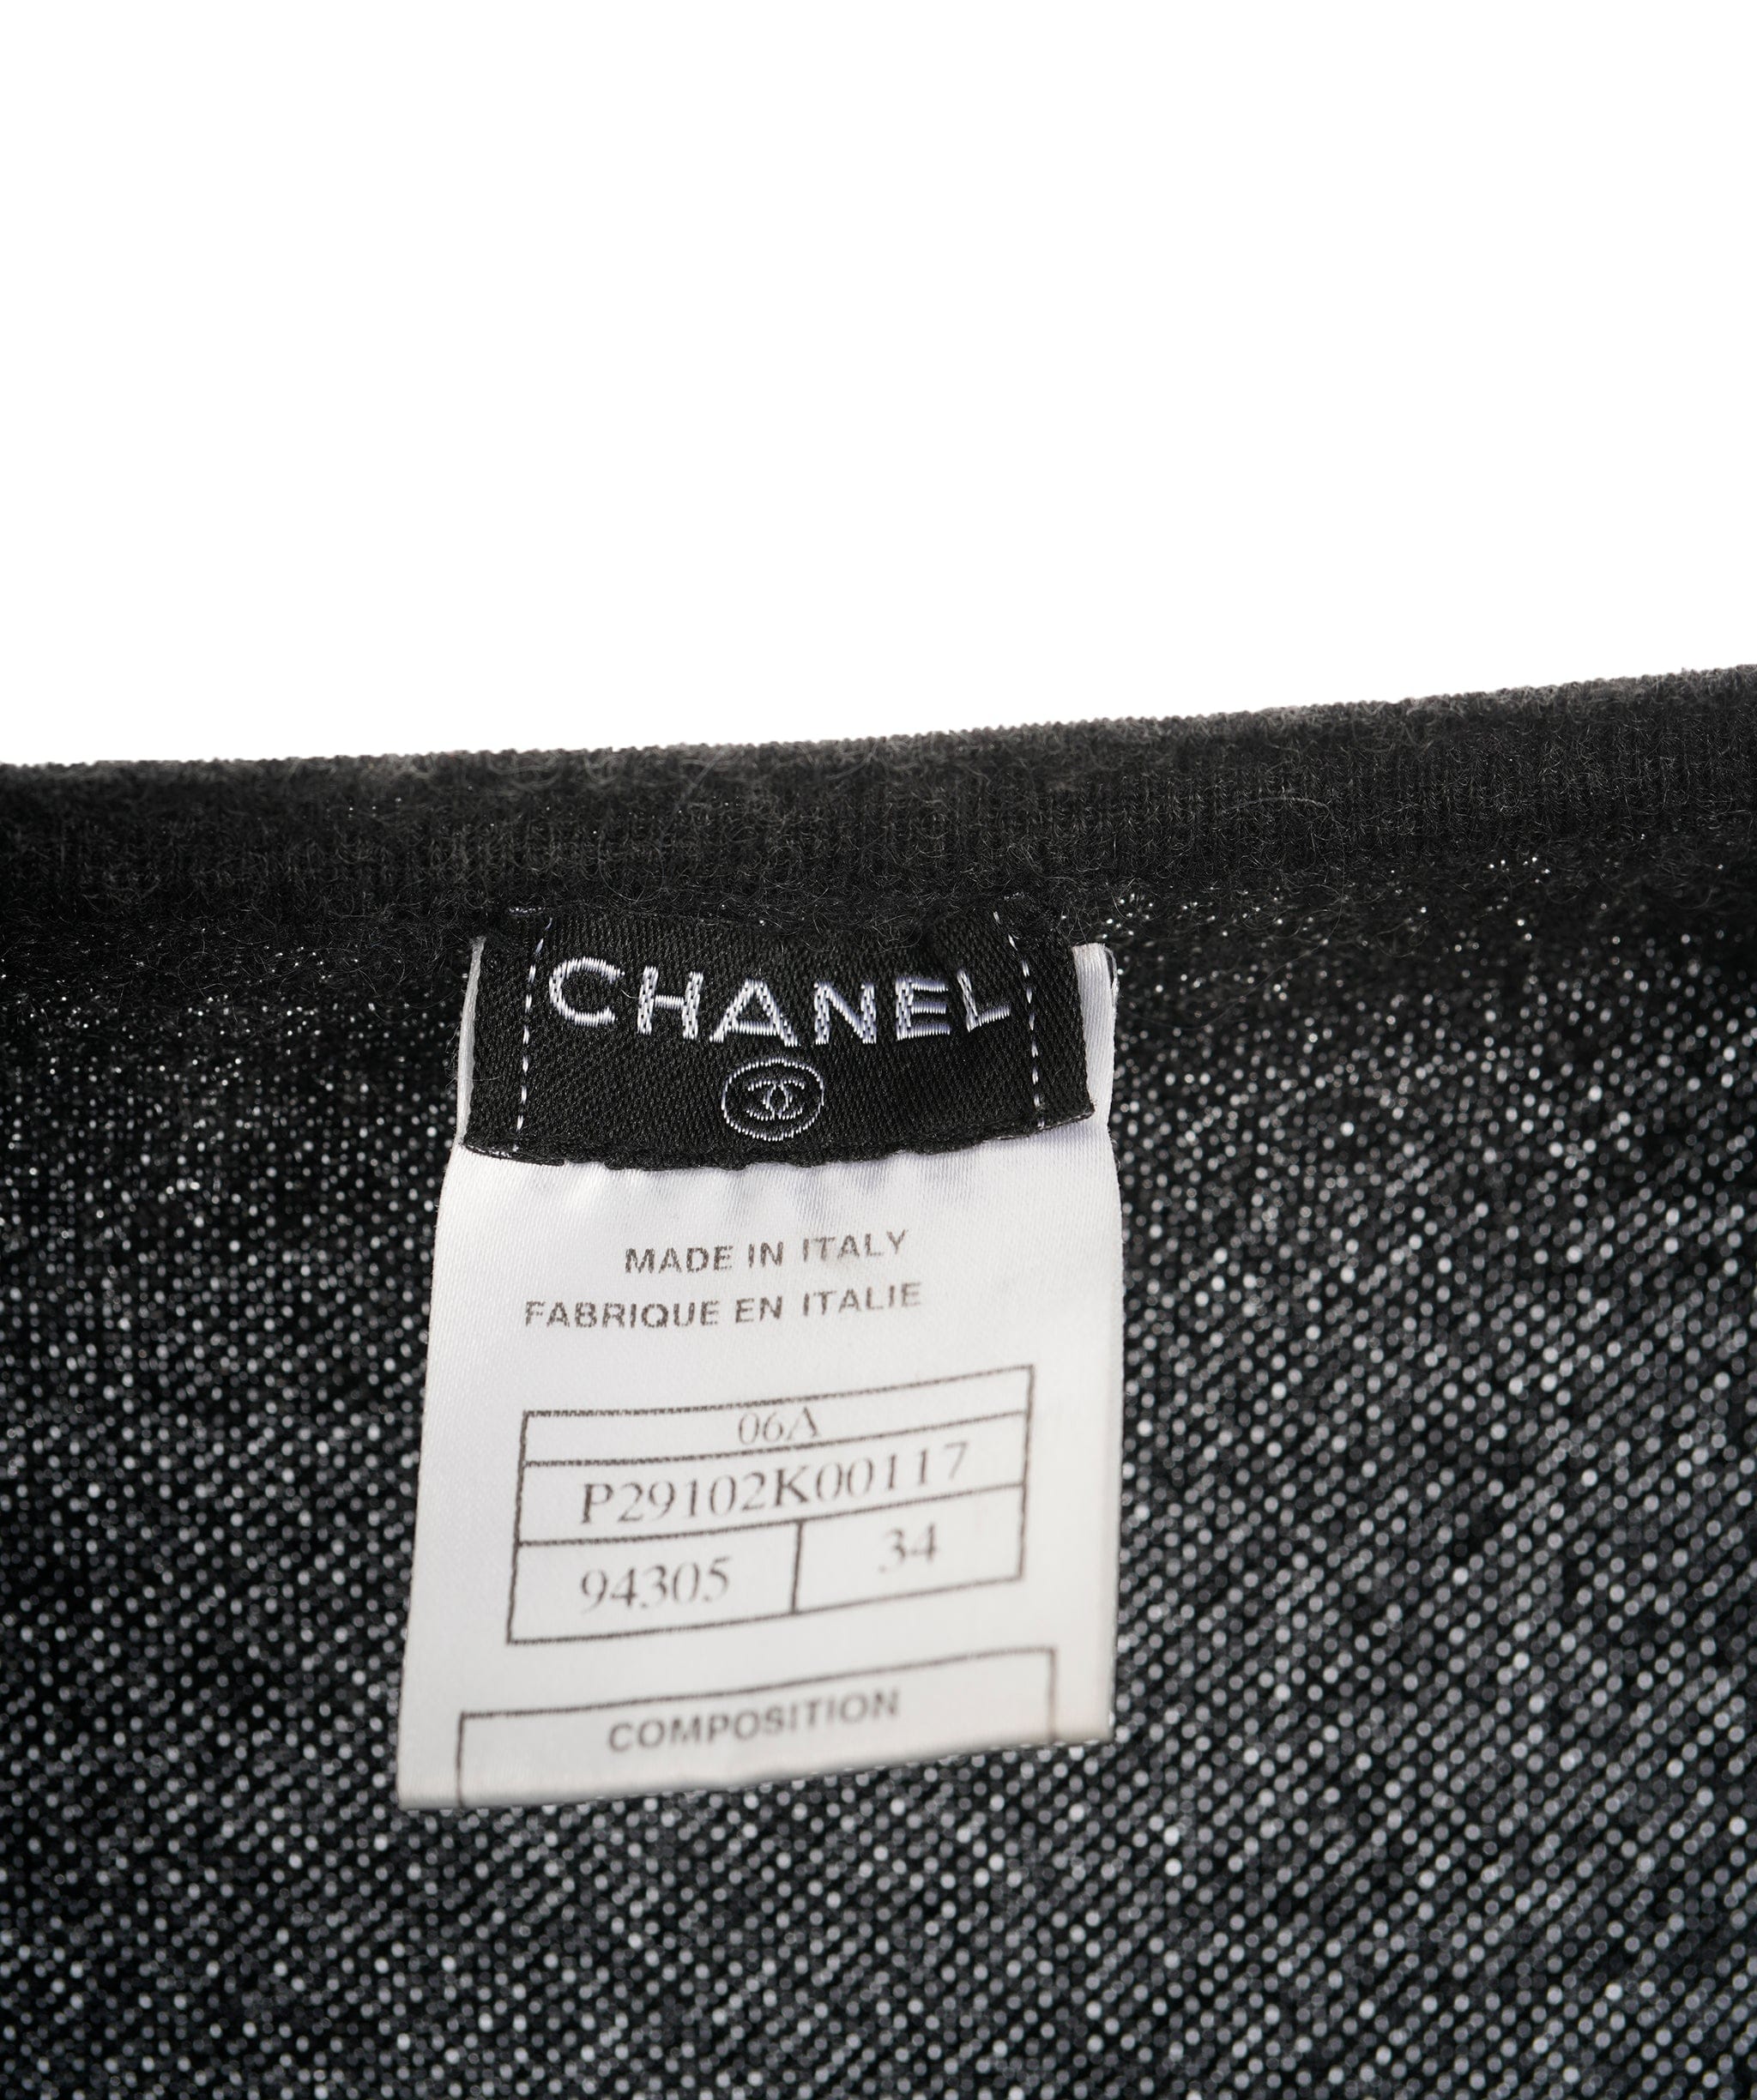 CHANEL
MADE IN ITALY
FABRIQUE EN ITALIE
06A
P29102K00117
94305 34
COMPOSITION